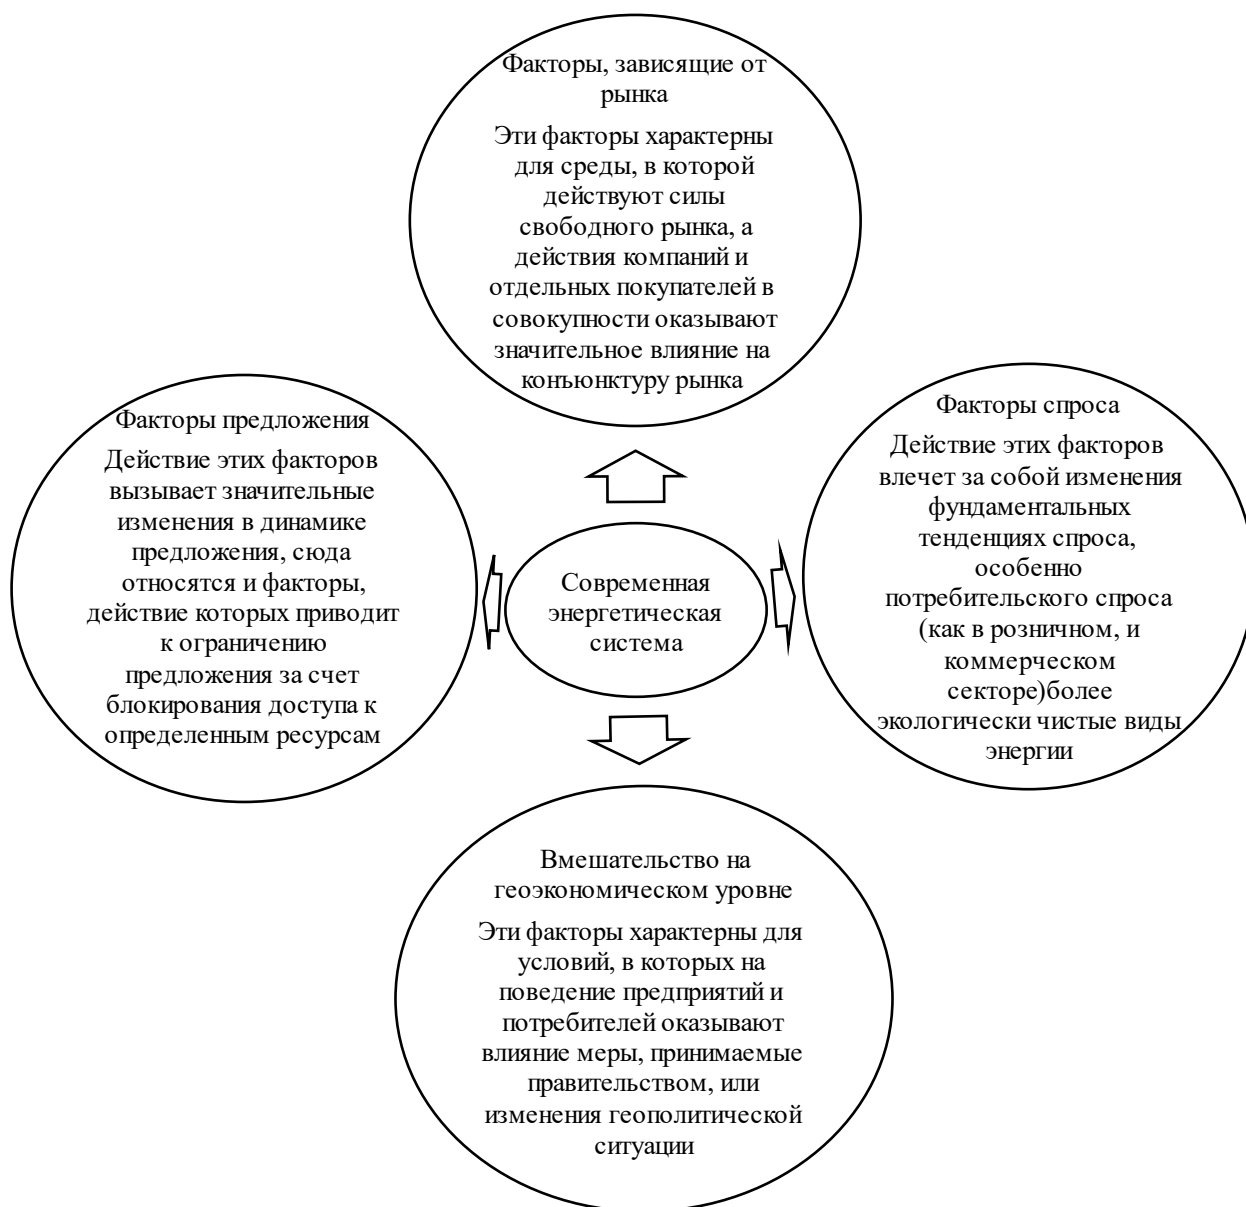 Факторы, зависящие от
рынка
Эти факторы характерны
для среды, в которой
действуют силы
свободного рынка, а
действия компаний и
отдельных покупателей в
совокупности оказывают
значительное влияние на
конъюнктуру рынка
Факторы предложения
Действие этих факторов
вызывает значительные
изменения в динамике
предложения, сюда
относятся и факторы,
действие которых приводит
к ограничению
предложения за счет
блокирования доступа к
определенным ресурсам
Современная
энергетическая
система
Факторы спроса
Действие этих факторов
влечет за собой изменения
фундаментальных
тенденциях спроса,
особенно
потребительского спроса
(как в розничном, и
коммерческом
секторе)более
экологически чистые виды
энергии
Вмешательство на
геоэкономическом уровне
Эти факторы характерны для
условий, в которых на
поведение предприятий и
потребителей оказывают
влияние меры, принимаемые
правительством, или
изменения геополитической
ситуации